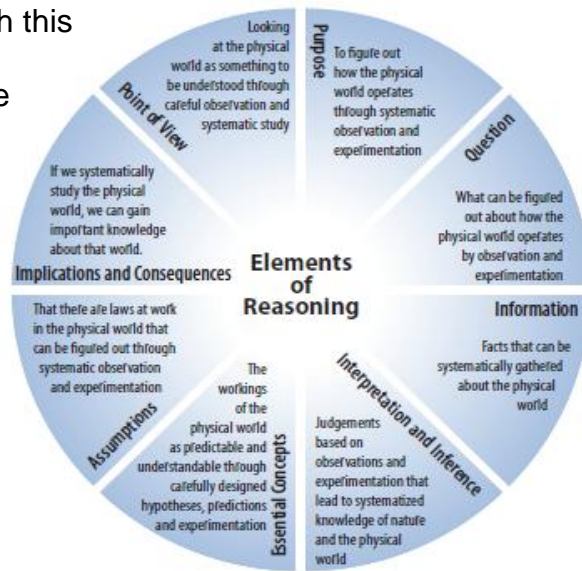 h this
e
Elements
of
Reasoning
Purpose
To figure out
how the physical
world operates
through systematic
observation and
experimentation
Question
What can be figured
out about how the
physical world operates
by observation and
experimentation
Information
Facts that can be
systematically gathered
about the physical
world
Interpretation and Inference
Judgements
based on
observations and
experimentation that
lead to systematized
knowledge of nature
and the physical
world
Essential Concepts
The
workings
of the
physical world
as predictable and
understandable through
carefully designed
hypotheses, predictions
and experimentation
Assumptions
That there are laws at work
in the physical world that
can be figured out through
systematic observation
and experimentation
Implications and Consequences
If we systematically
study the physical
world, we can gain
important knowledge
about that world.
Point of View
Looking
at the physical
world as something to
be understood through
careful observation and
systematic study